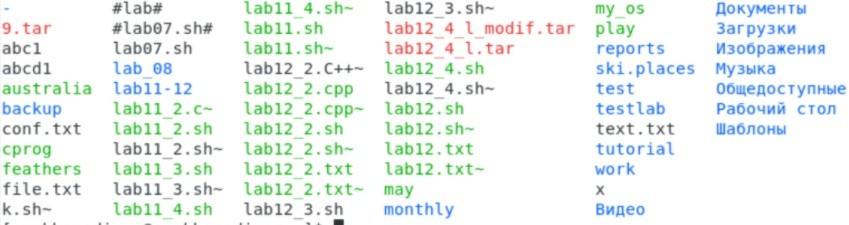 - #lab# lab11_4.sh~ lab12_3.sh~ my_os Документы
9.tar #lab07.sh# lab11.sh lab12_4_l_modif.tar play Загрузки
abc1 lab07.sh lab11.sh~ lab12_4_l.tar reports Изображения
abcd1 lab_08 lab12_2.C++~ lab12_4.sh ski.places Музыка
australia lab11-12 lab12_2.cpp lab12_4.sh~ test Общедоступные
backup lab11_2.c~ lab12_2.cpp~ lab12.sh testlab Рабочий стол
conf.txt lab11_2.sh lab12_2.sh lab12.sh~ text.txt Шаблоны
cprog lab11_2.sh~ lab12_2.sh~ lab12.txt tutorial
feathers lab11_3.sh lab12_2.txt lab12.txt~ work
file.txt lab11_3.sh~ lab12_2.txt~ may x
k.sh~ lab11_4.sh lab12_3.sh monthly Видео